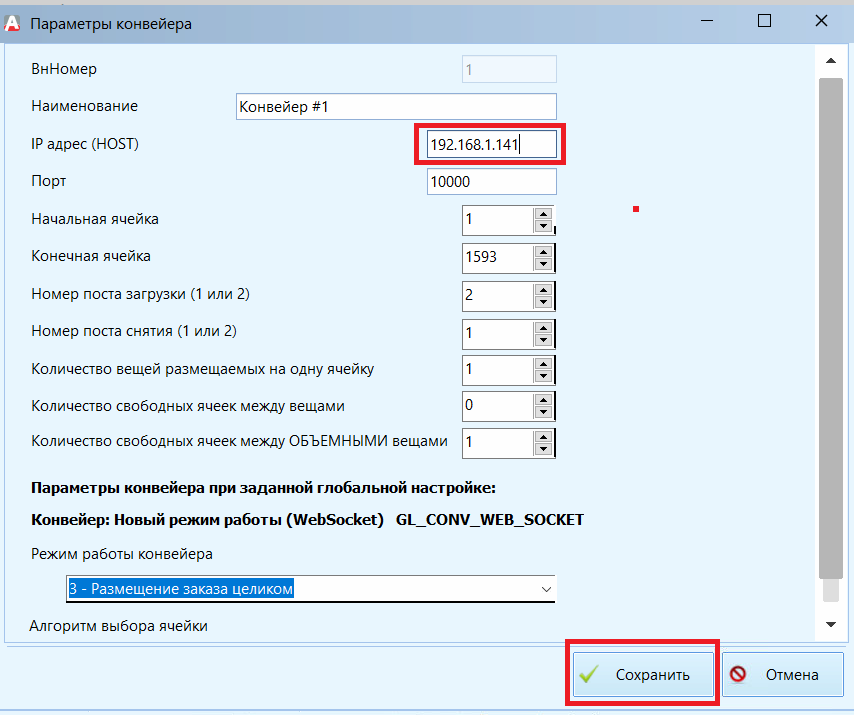 Параметры конвейера
ВнНомер 1
Наименование Конвейер #1
IP адрес (HOST) 192.168.1.141
Порт 10000
Начальная ячейка 1
Конечная ячейка 1593
Номер поста загрузки (1 или 2) 2
Номер поста снятия (1 или 2) 1
Количество вещей размещаемых на одну ячейку 1
Количество свободных ячеек между вещами 0
Количество свободных ячеек между ОБЪЕМНЫМИ вещами 1
Параметры конвейера при заданной глобальной настройке:
Конвейер: Новый режим работы (WebSocket) GL_CONV_WEB_SOCKET
Режим работы конвейера
3 - Размещение заказа целиком
Алгоритм выбора ячейки
Сохранить Отмена